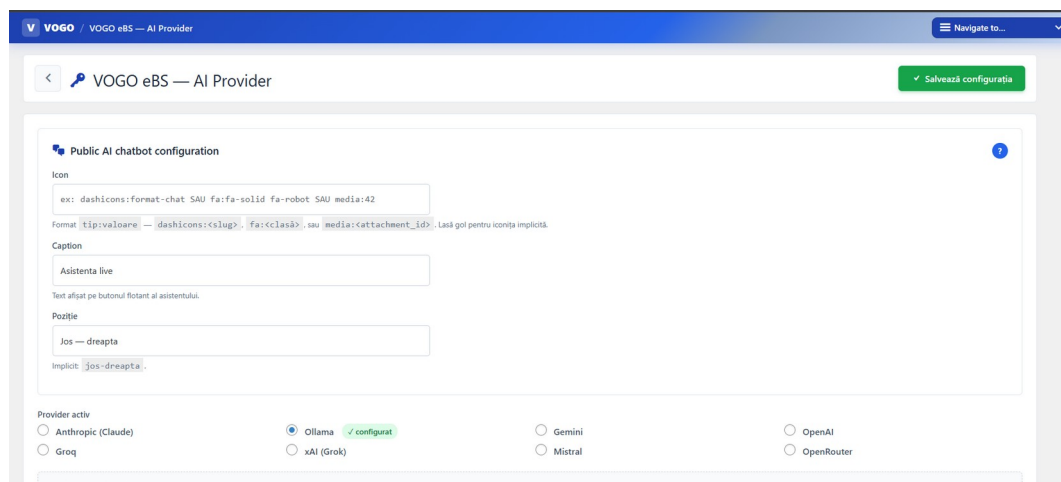 V VOGO / VOGO eBS — AI Provider
Navigate to...
VOGO eBS — AI Provider
✓ Salvează configurația
Public AI chatbot configuration
?
Icon
ex: dashicons:format-chat SAU fa:fa-solid fa-robot SAU media:42
Format tip:valoare — dashicons:<slug>, fa:<clasă>, sau media:<attachment_id>. Lasă gol pentru iconița implicită.
Caption
Asistenta live
Text afișat pe butonul flotant al asistentului.
Poziție
Jos — dreapta
Implicit: jos-dreapta.
Provider activ
Anthropic (Claude)
Ollama ✓ configurat
Gemini
OpenAI
Groq
xAI (Grok)
Mistral
OpenRouter